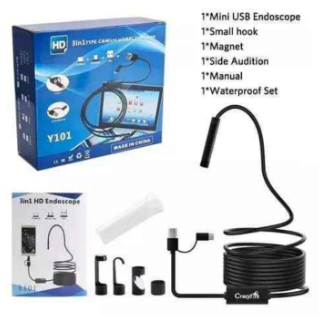 HD
3in1 TYPE-C
Y101
MADE IN CHINA
1*Mini USB Endoscope
1*Small hook
1*Magnet
1*Side Audition
1*Manual
1*Waterproof Set
3in1 HD Endoscope
Y101